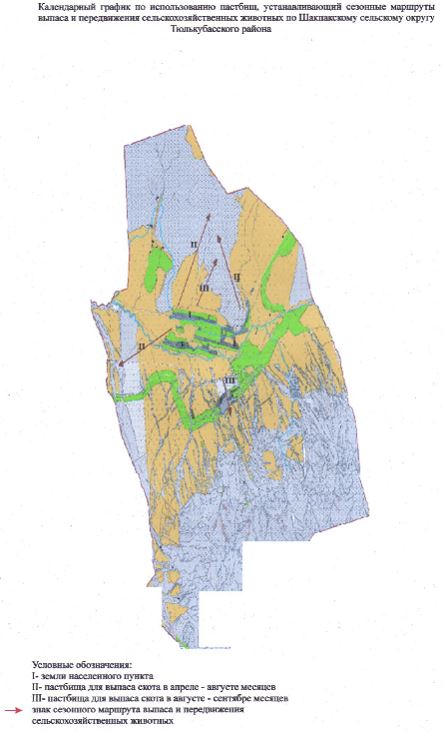 Календарный график по использованию пастбищ, устанавливающий сезонные маршруты
выпаса и передвижения сельскохозяйственных животных по Шакпакскому сельскому округу
Тюлькубасского района
II
III
II
I
II
III
Условные обозначения:
I- земли населенного пункта
II- пастбища для выпаса скота в апреле - августе месяцев
III- пастбища для выпаса скота в августе - сентябре месяцев
знак сезонного маршрута выпаса и передвижения
сельскохозяйственных животных